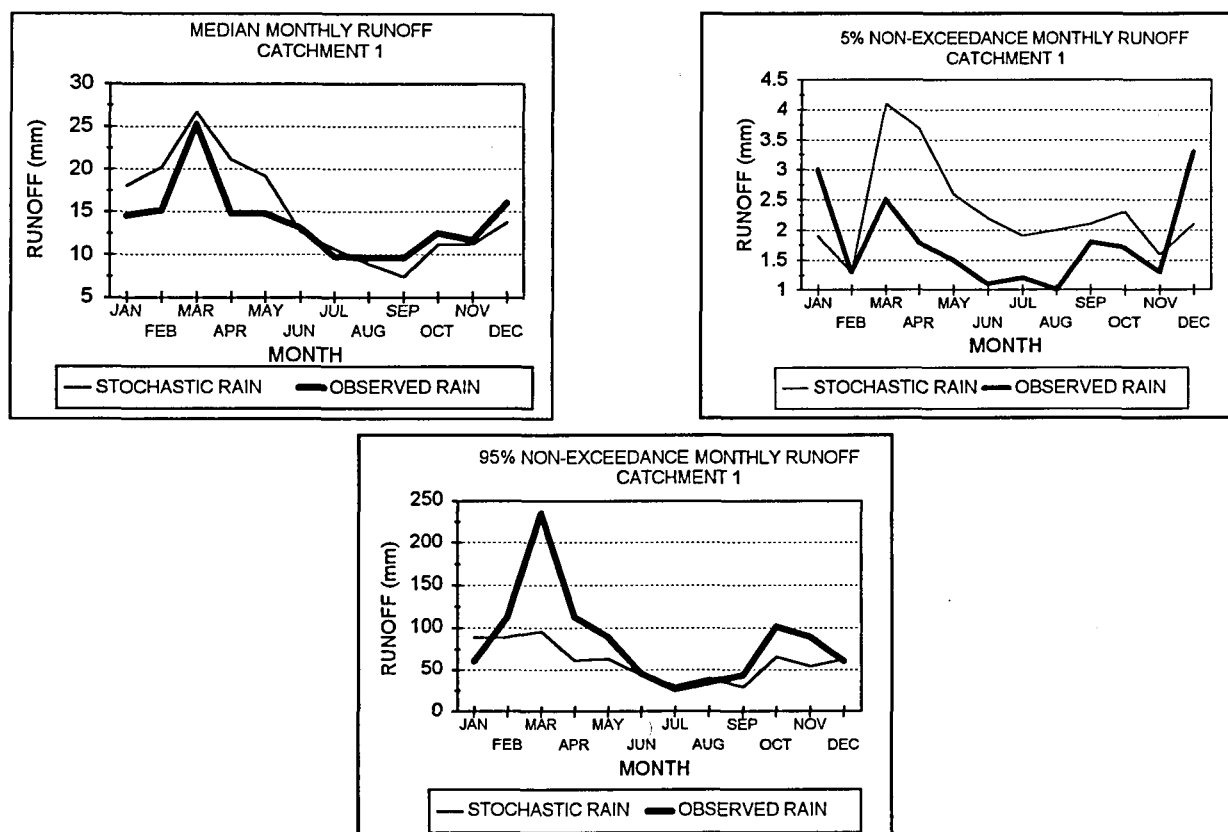 MEDIAN MONTHLY RUNOFF
CATCHMENT 1
30
25
20
15
10
5
RUNOFF (mm)
JAN MAR MAY JUL SEP NOV
FEB APR JUN AUG OCT DEC
MONTH
STOCHASTIC RAIN OBSERVED RAIN
5% NON-EXCEEDANCE MONTHLY RUNOFF
CATCHMENT 1
4.5
4
3.5
3
2.5
2
1.5
1
RUNOFF (mm)
JAN MAR MAY JUL SEP NOV
FEB APR JUN AUG OCT DEC
MONTH
STOCHASTIC RAIN OBSERVED RAIN
95% NON-EXCEEDANCE MONTHLY RUNOFF
CATCHMENT 1
250
200
150
100
50
0
RUNOFF (mm)
JAN MAR MAY JUL SEP NOV
FEB APR JUN AUG OCT DEC
MONTH
STOCHASTIC RAIN OBSERVED RAIN